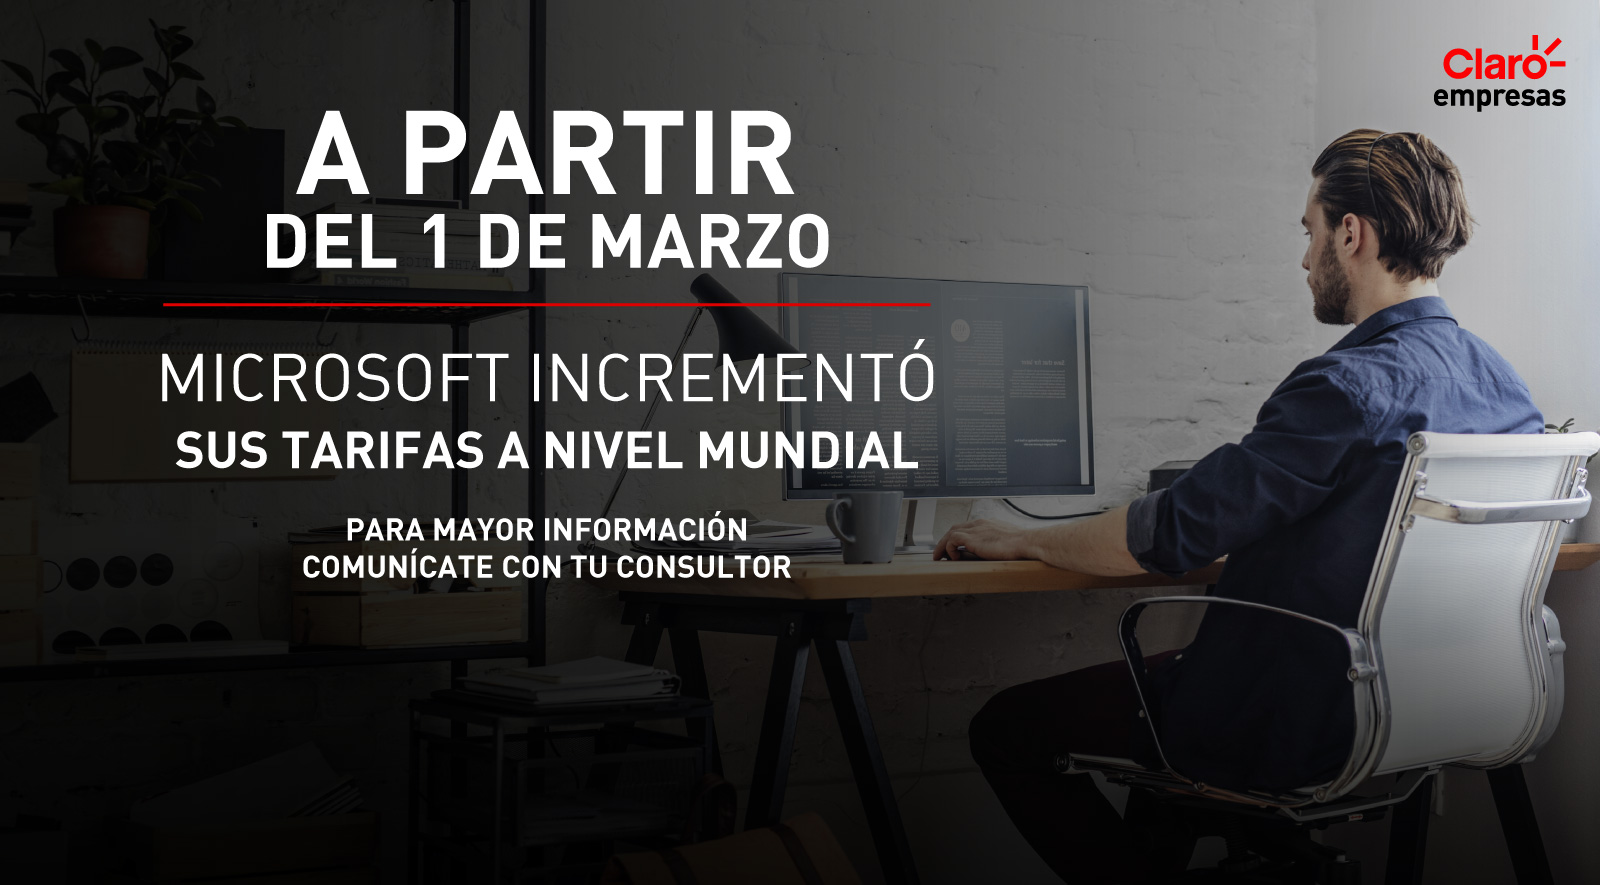 Claro
empresas
A PARTIR
DEL 1 DE MARZO
MICROSOFT INCREMENTÓ
SUS TARIFAS A NIVEL MUNDIAL
PARA MAYOR INFORMACIÓN
COMUNÍCATE CON TU CONSULTOR